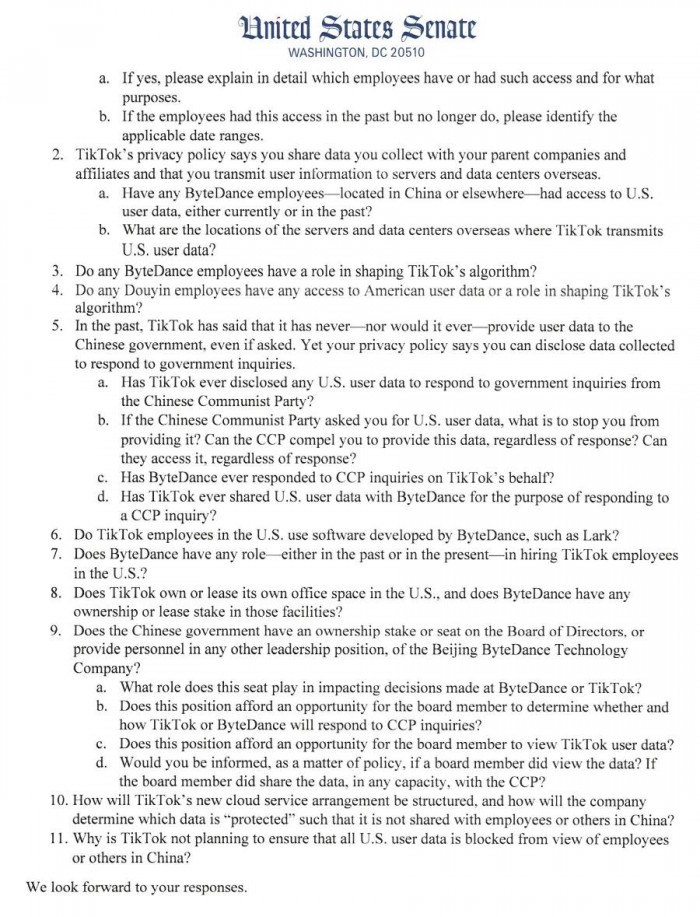 United States Senate
WASHINGTON, DC 20510
a. If yes, please explain in detail which employees have or had such access and for what
purposes.
b. If the employees had this access in the past but no longer do, please identify the
applicable date ranges.
2. TikTok's privacy policy says you share data you collect with your parent companies and
affiliates and that you transmit user information to servers and data centers overseas.
a. Have any ByteDance employees—located in China or elsewhere—had access to U.S.
user data, either currently or in the past?
b. What are the locations of the servers and data centers overseas where TikTok transmits
U.S. user data?
3. Do any ByteDance employees have a role in shaping TikTok's algorithm?
4. Do any Douyin employees have any access to American user data or a role in shaping TikTok's
algorithm?
5. In the past, TikTok has said that it has never—nor would it ever—provide user data to the
Chinese government, even if asked. Yet your privacy policy says you can disclose data collected
to respond to government inquiries.
a. Has TikTok ever disclosed any U.S. user data to respond to government inquiries from
the Chinese Communist Party?
b. If the Chinese Communist Party asked you for U.S. user data, what is to stop you from
providing it? Can the CCP compel you to provide this data, regardless of response? Can
they access it, regardless of response?
c. Has ByteDance ever responded to CCP inquiries on TikTok's behalf?
d. Has TikTok ever shared U.S. user data with ByteDance for the purpose of responding to
a CCP inquiry?
6. Do TikTok employees in the U.S. use software developed by ByteDance, such as Lark?
7. Does ByteDance have any role—either in the past or in the present—in hiring TikTok employees
in the U.S.?
8. Does TikTok own or lease its own office space in the U.S., and does ByteDance have any
ownership or lease stake in those facilities?
9. Does the Chinese government have an ownership stake or seat on the Board of Directors, or
provide personnel in any other leadership position, of the Beijing ByteDance Technology
Company?
a. What role does this seat play in impacting decisions made at ByteDance or TikTok?
b. Does this position afford an opportunity for the board member to determine whether and
how TikTok or ByteDance will respond to CCP inquiries?
c. Does this position afford an opportunity for the board member to view TikTok user data?
d. Would you be informed, as a matter of policy, if a board member did view the data? If
the board member did share the data, in any capacity, with the CCP?
10. How will TikTok's new cloud service arrangement be structured, and how will the company
determine which data is “protected” such that it is not shared with employees or others in China?
11. Why is TikTok not planning to ensure that all U.S. user data is blocked from view of employees
or others in China?
We look forward to your responses.